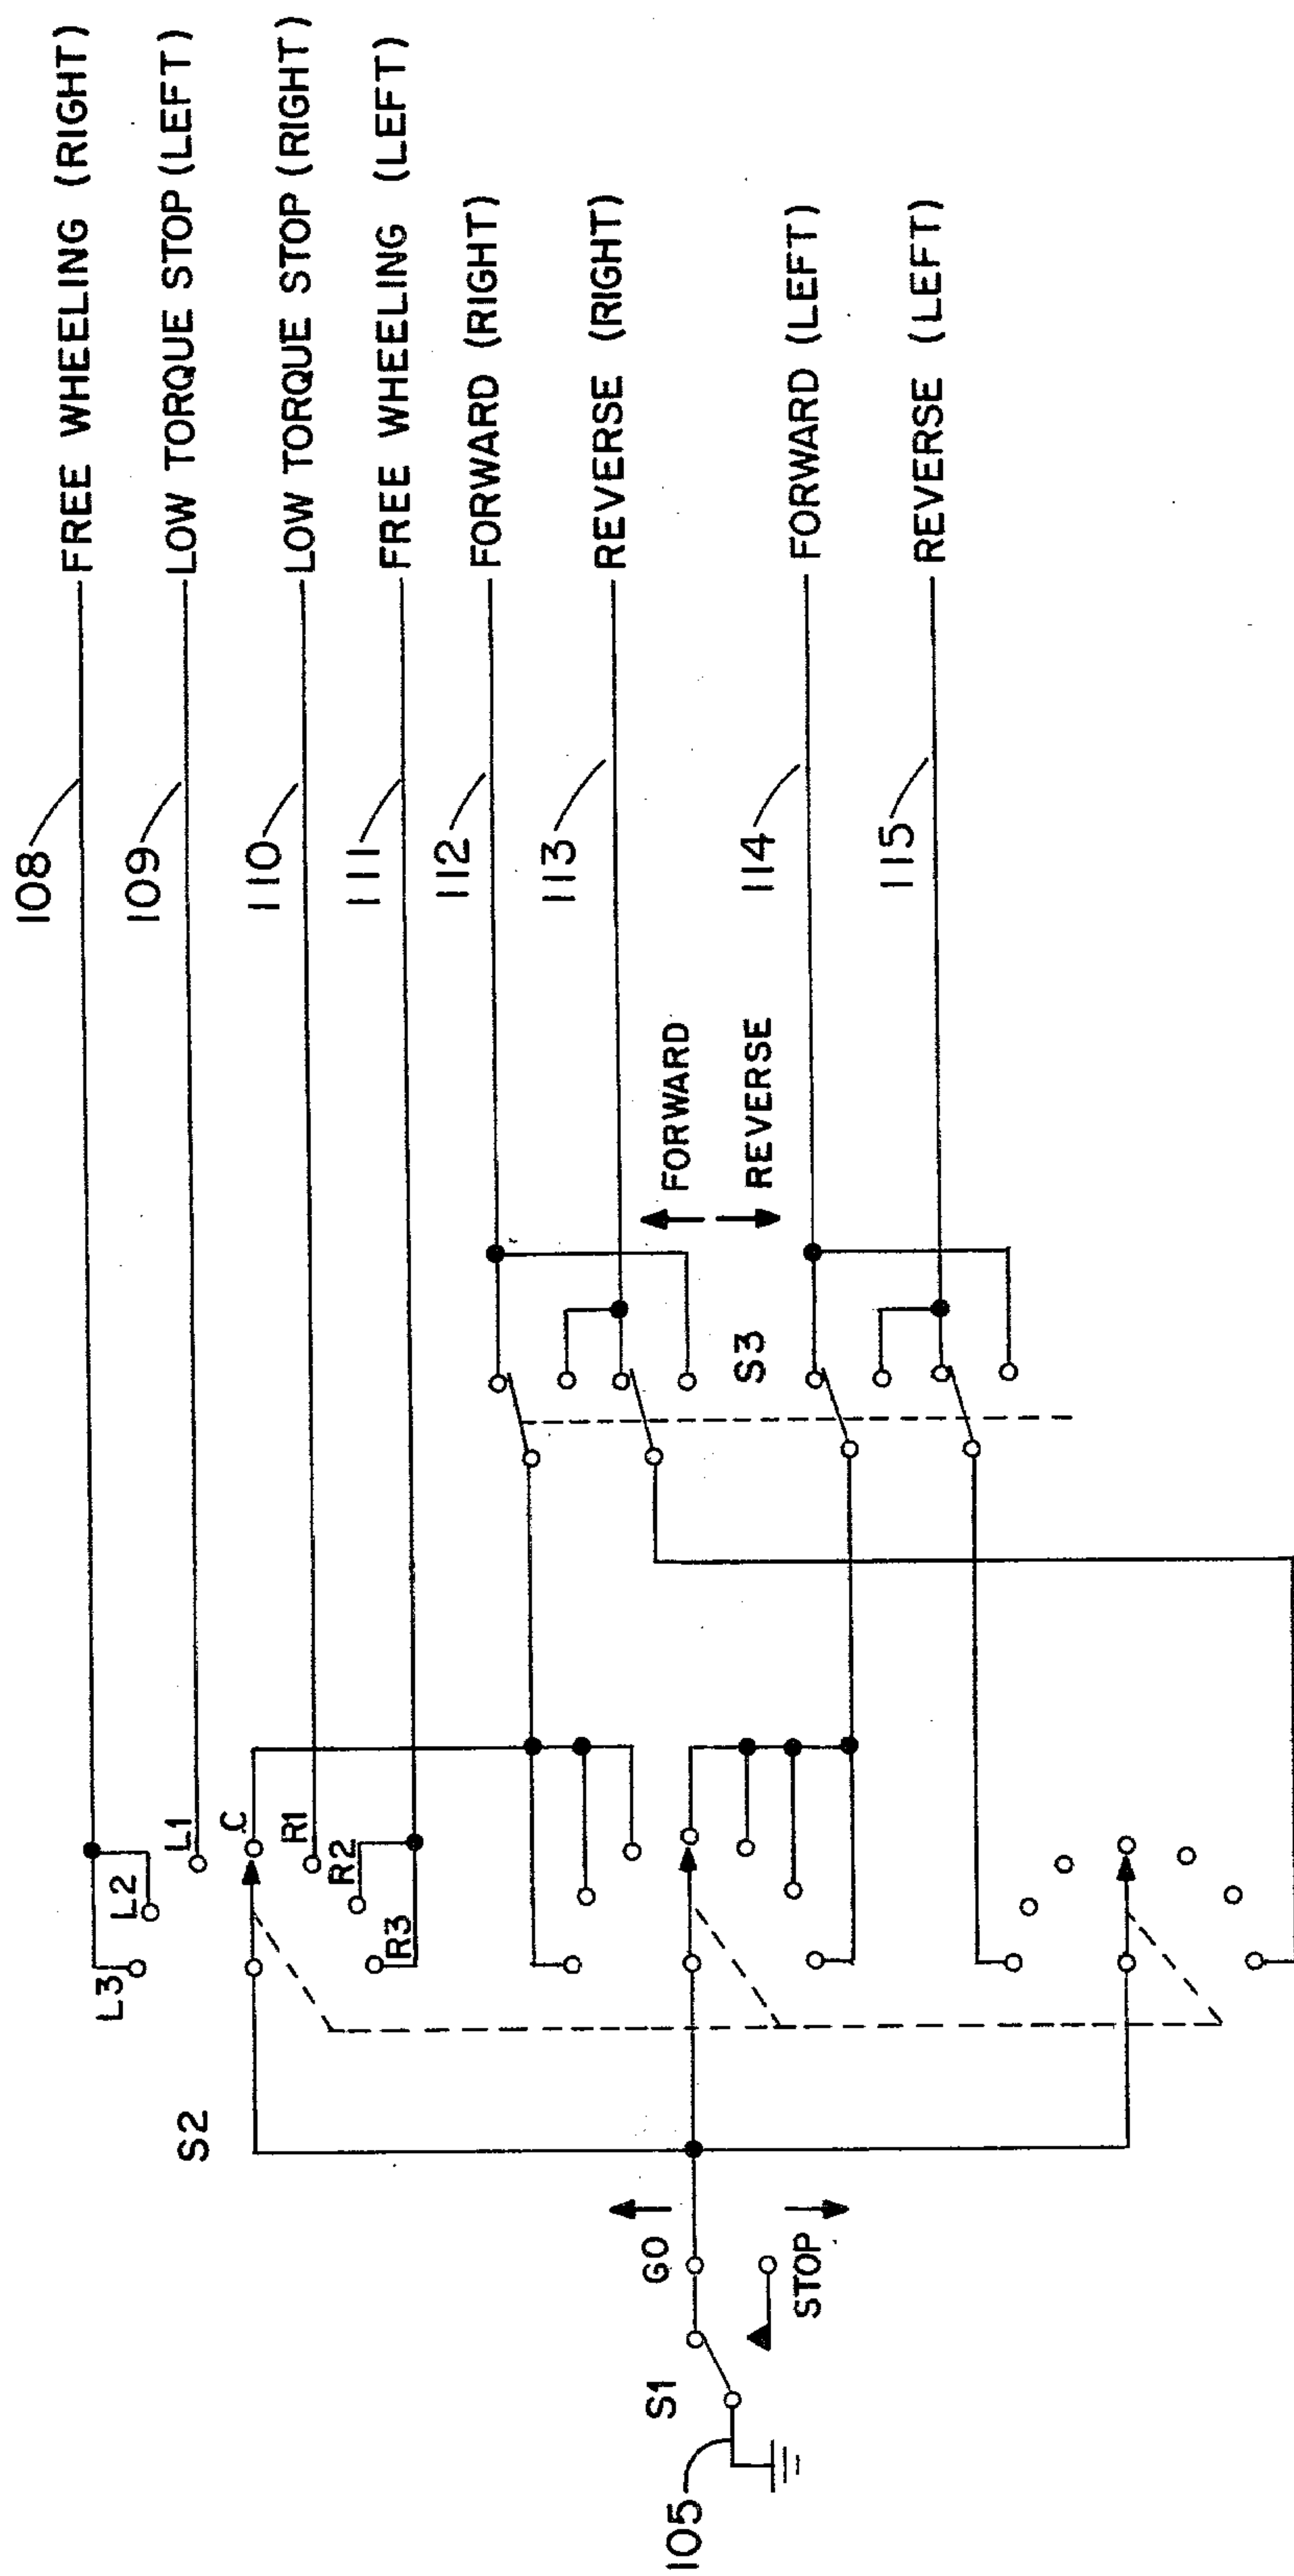 108
FREE WHEELING (RIGHT)
109
LOW TORQUE STOP (LEFT)
110
LOW TORQUE STOP (RIGHT)
111
FREE WHEELING (LEFT)
112
FORWARD (RIGHT)
113
REVERSE (RIGHT)
114
FORWARD (LEFT)
115
REVERSE (LEFT)
FORWARD
REVERSE
S3
L3
L2
L1
C
R1
R2
R3
S2
GO
STOP
S1
105